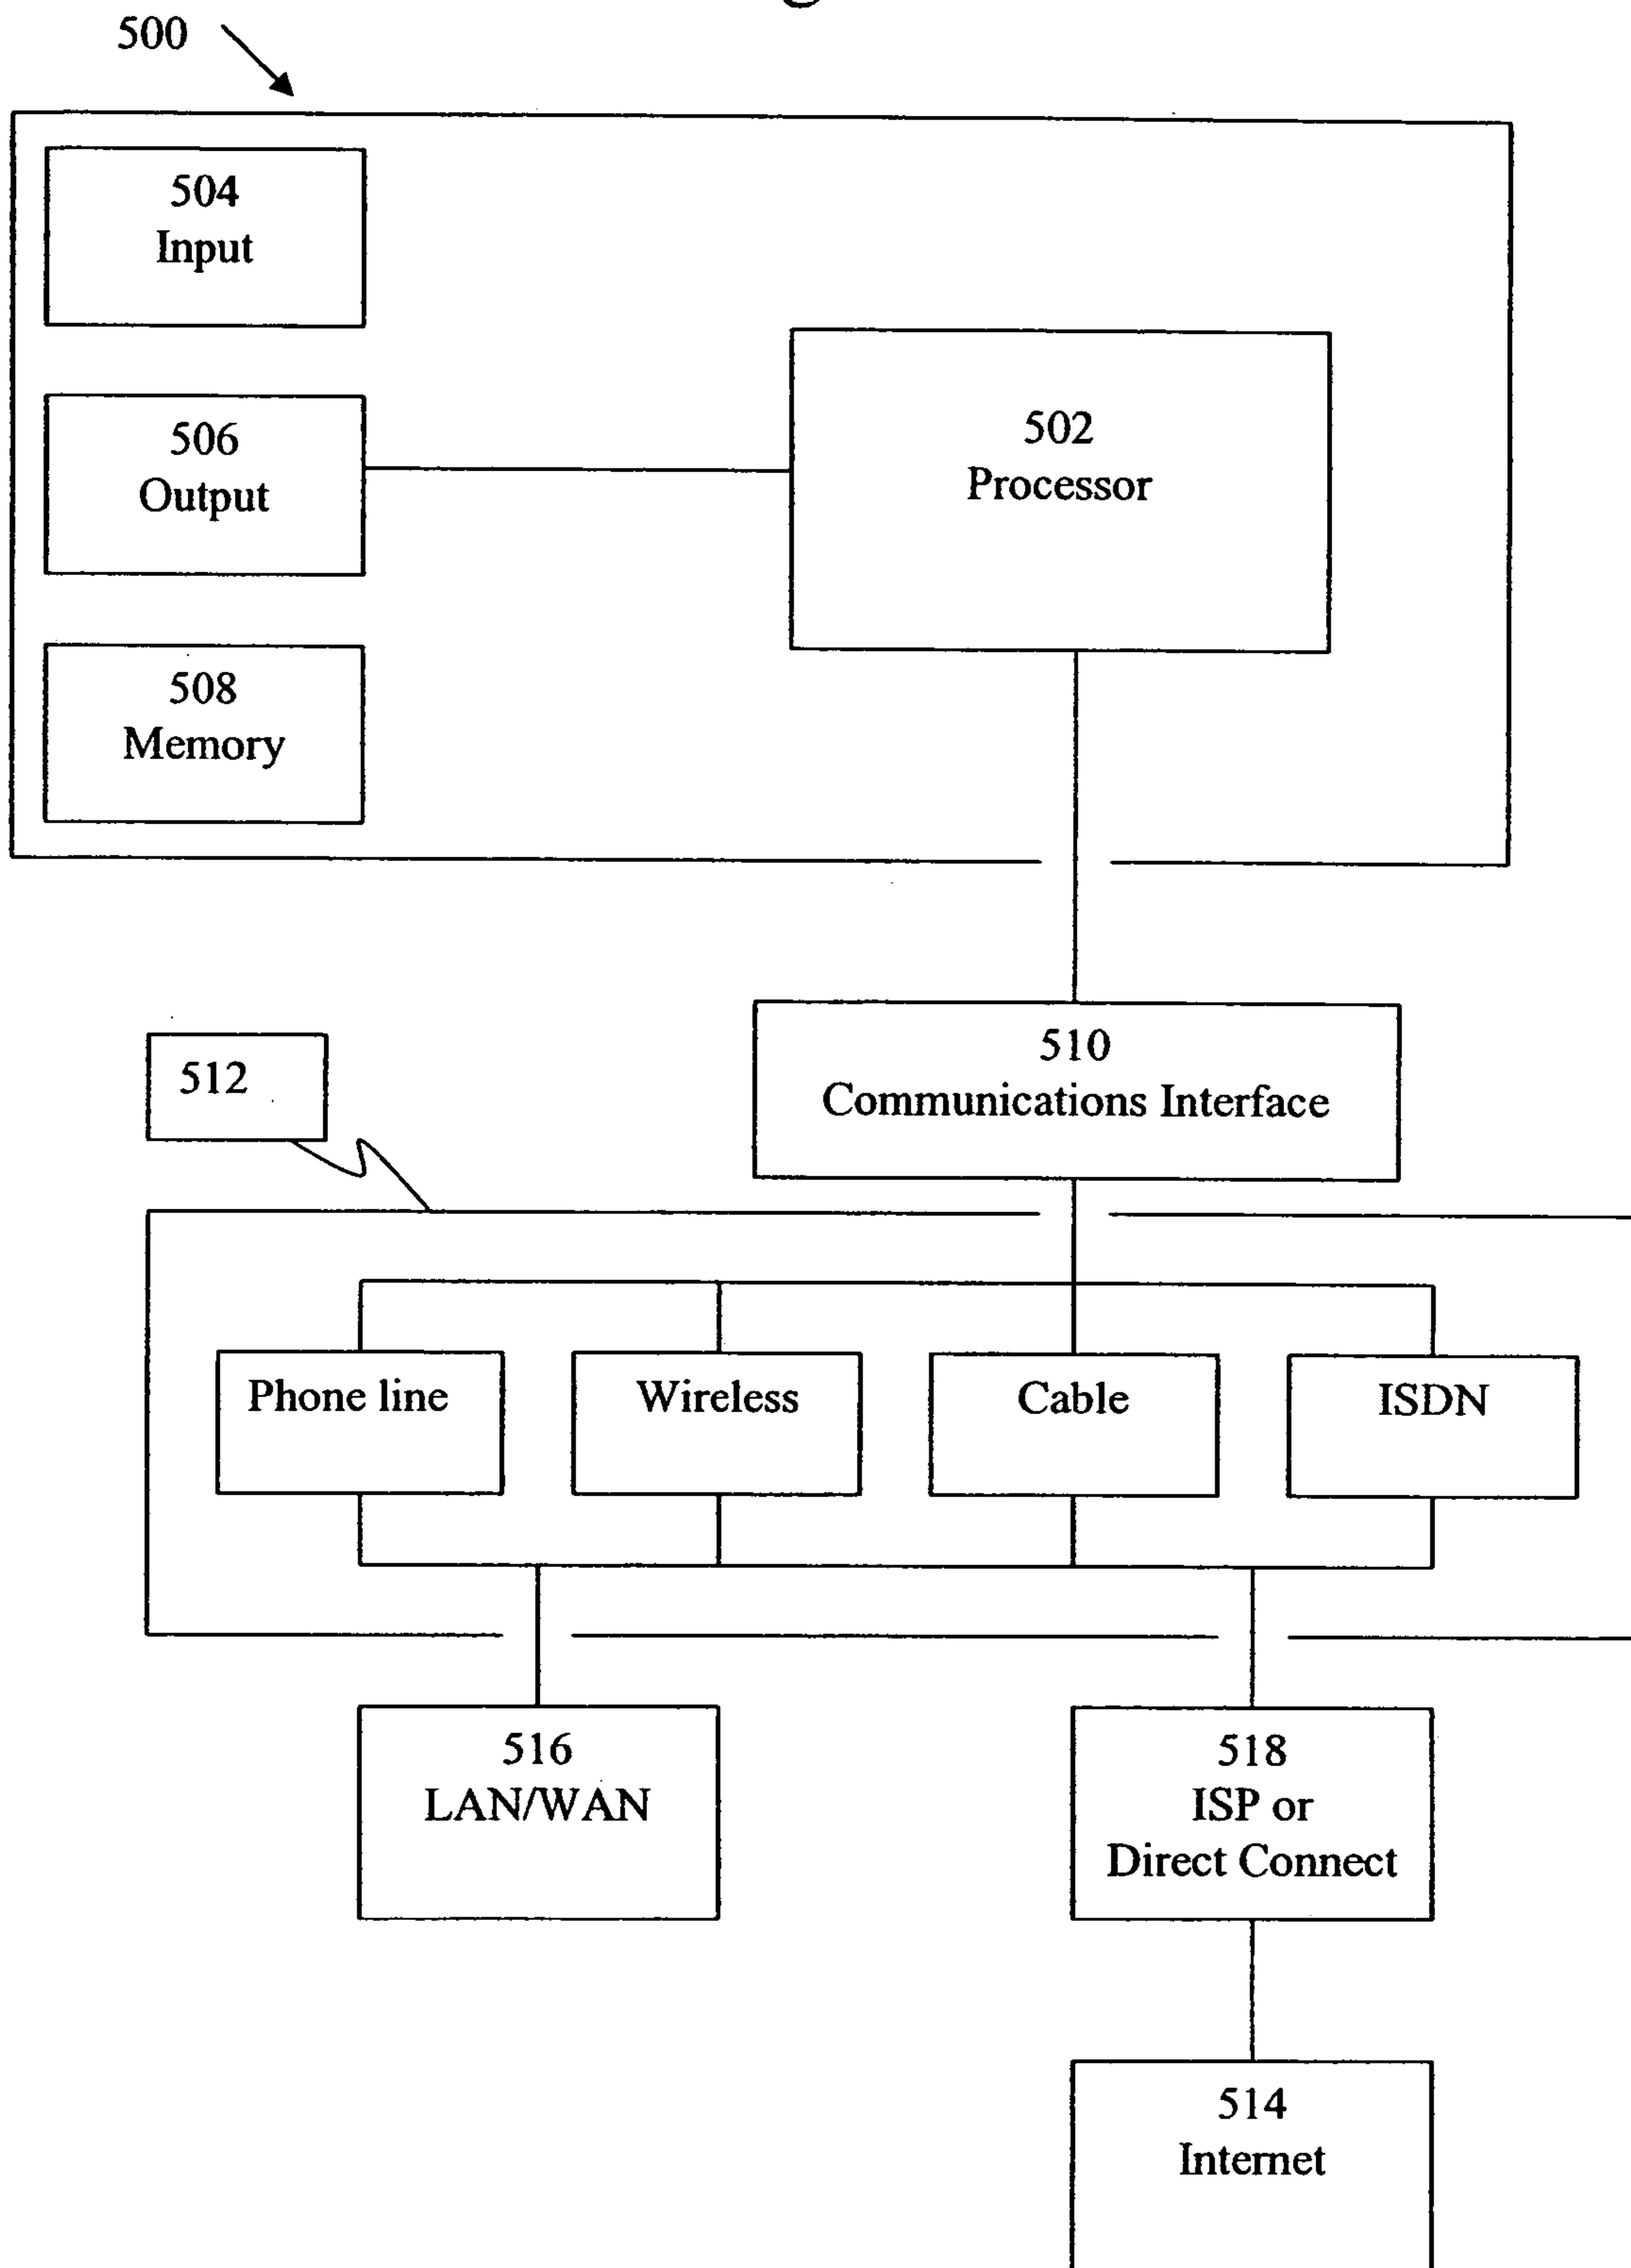 500
504
Input
506
Output
502
Processor
508
Memory
510
Communications Interface
512
Phone line
Wireless
Cable
ISDN
516
LAN/WAN
518
ISP or
Direct Connect
514
Internet